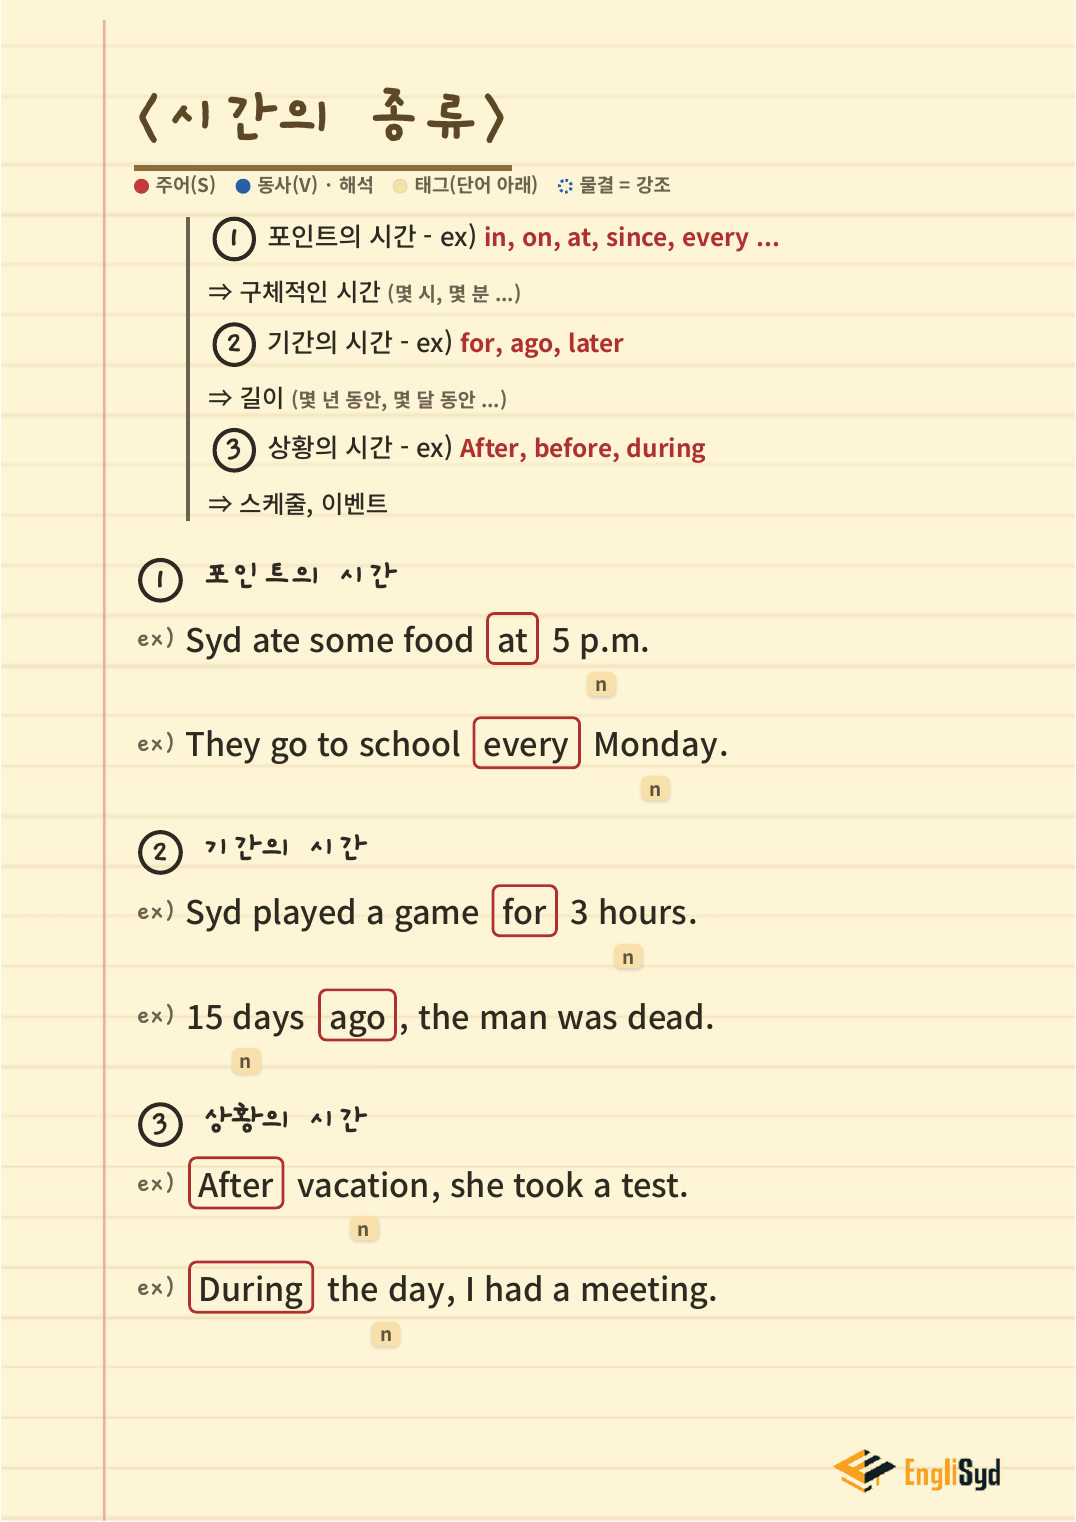 <시간의 종류>
주어(S) 동사(V) · 해석 태그(단어 아래) 물결 = 강조
1 포인트의 시간 - ex) in, on, at, since, every ...
⇒ 구체적인 시간 (몇 시, 몇 분 ...)
2 기간의 시간 - ex) for, ago, later
⇒ 길이 (몇 년 동안, 몇 달 동안 ...)
3 상황의 시간 - ex) After, before, during
⇒ 스케줄, 이벤트
1 포인트의 시간
ex) Syd ate some food at 5 p.m.
n
ex) They go to school every Monday.
n
2 기간의 시간
ex) Syd played a game for 3 hours.
n
ex) 15 days ago, the man was dead.
n
3 상황의 시간
ex) After vacation, she took a test.
n
ex) During the day, I had a meeting.
n
EngliSyd